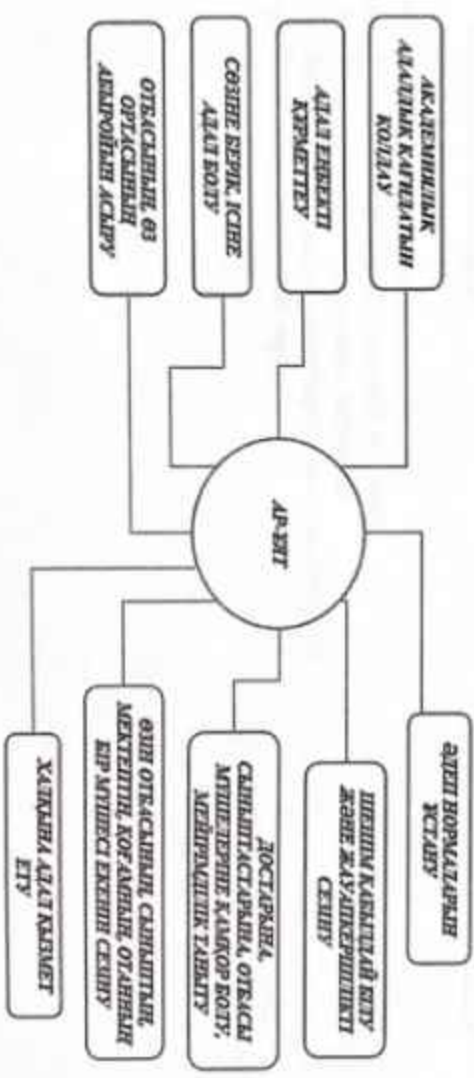 АКАДЕМИЯЛЫҚ
АДАЛДЫҚ ҚАҒИДАТЫН
ҚОЛДАУ
АДАЛ ЕҢБЕКТІ
ҚҰРМЕТТЕУ
СӨЗІНЕ БЕРІК, ІСІНЕ
АДАЛ БОЛУ
ОТБАСЫНЫҢ, ӨЗ
ОРТАСЫНЫҢ
АБЫРОЙЫН АСЫРУ
АР-ҰЯТ
ӘДЕП НОРМАЛАРЫН
ҰСТАНУ
ШЕШІМ ҚАБЫЛДАЙ БІЛУ
ЖӘНЕ ЖАУАПКЕРШІЛІКТІ
СЕЗІНУ
ДОСТАРЫНА,
СЫНЫПТАСТАРЫНА, ОТБАСЫ
МҮШЕЛЕРІНЕ ҚАМҚОР БОЛУ,
МЕЙІРІМДІЛІК ТАНЫТУ
ӨЗІН ОТБАСЫНЫҢ, СЫНЫПТЫҢ,
МЕКТЕПТІҢ, ҚОҒАМНЫҢ, ОТАННЫҢ
БІР МҮШЕСІ ЕКЕНІН СЕЗІНУ
ХАЛҚЫНА АДАЛ ҚЫЗМЕТ
ЕТУ